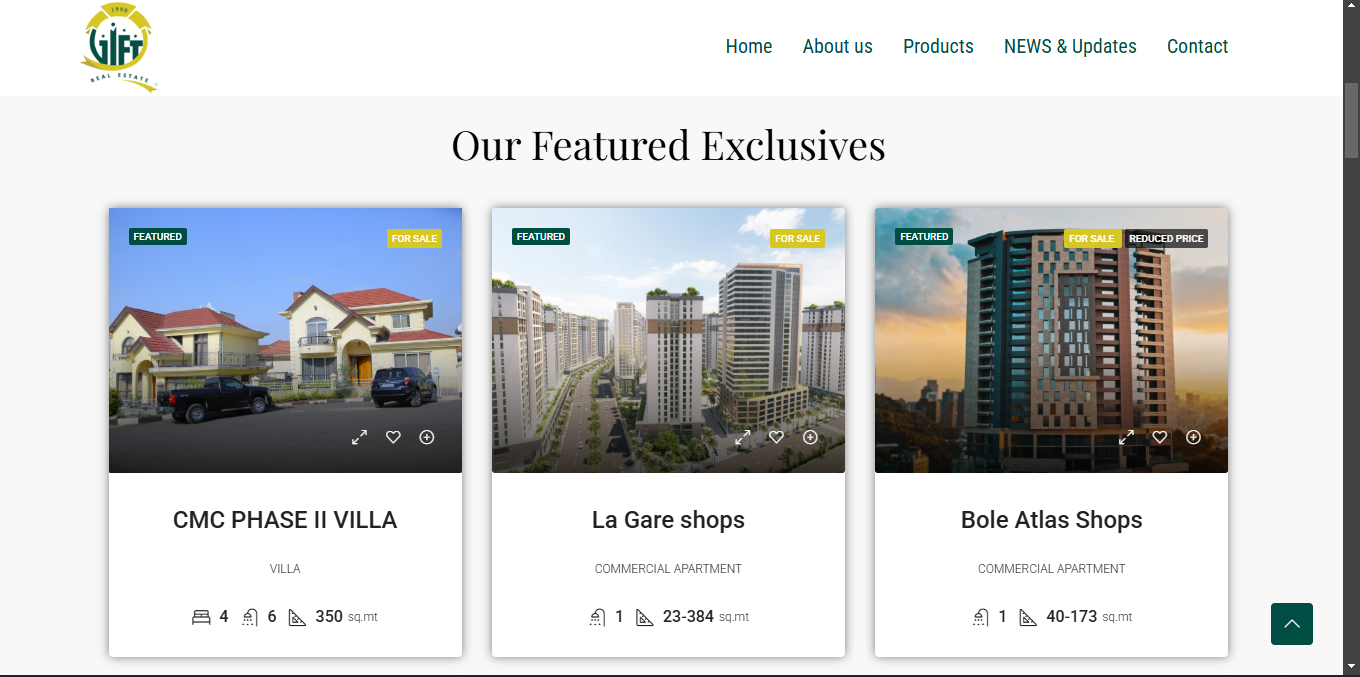 1990
GIFT
REAL ESTATE
Home
About us
Products
NEWS & Updates
Contact
Our Featured Exclusives
FEATURED
FOR SALE
CMC PHASE II VILLA
VILLA
4 6 350 sq.mt
FEATURED
FOR SALE
La Gare shops
COMMERCIAL APARTMENT
1 23-384 sq.mt
FEATURED
FOR SALE
REDUCED PRICE
Bole Atlas Shops
COMMERCIAL APARTMENT
1 40-173 sq.mt